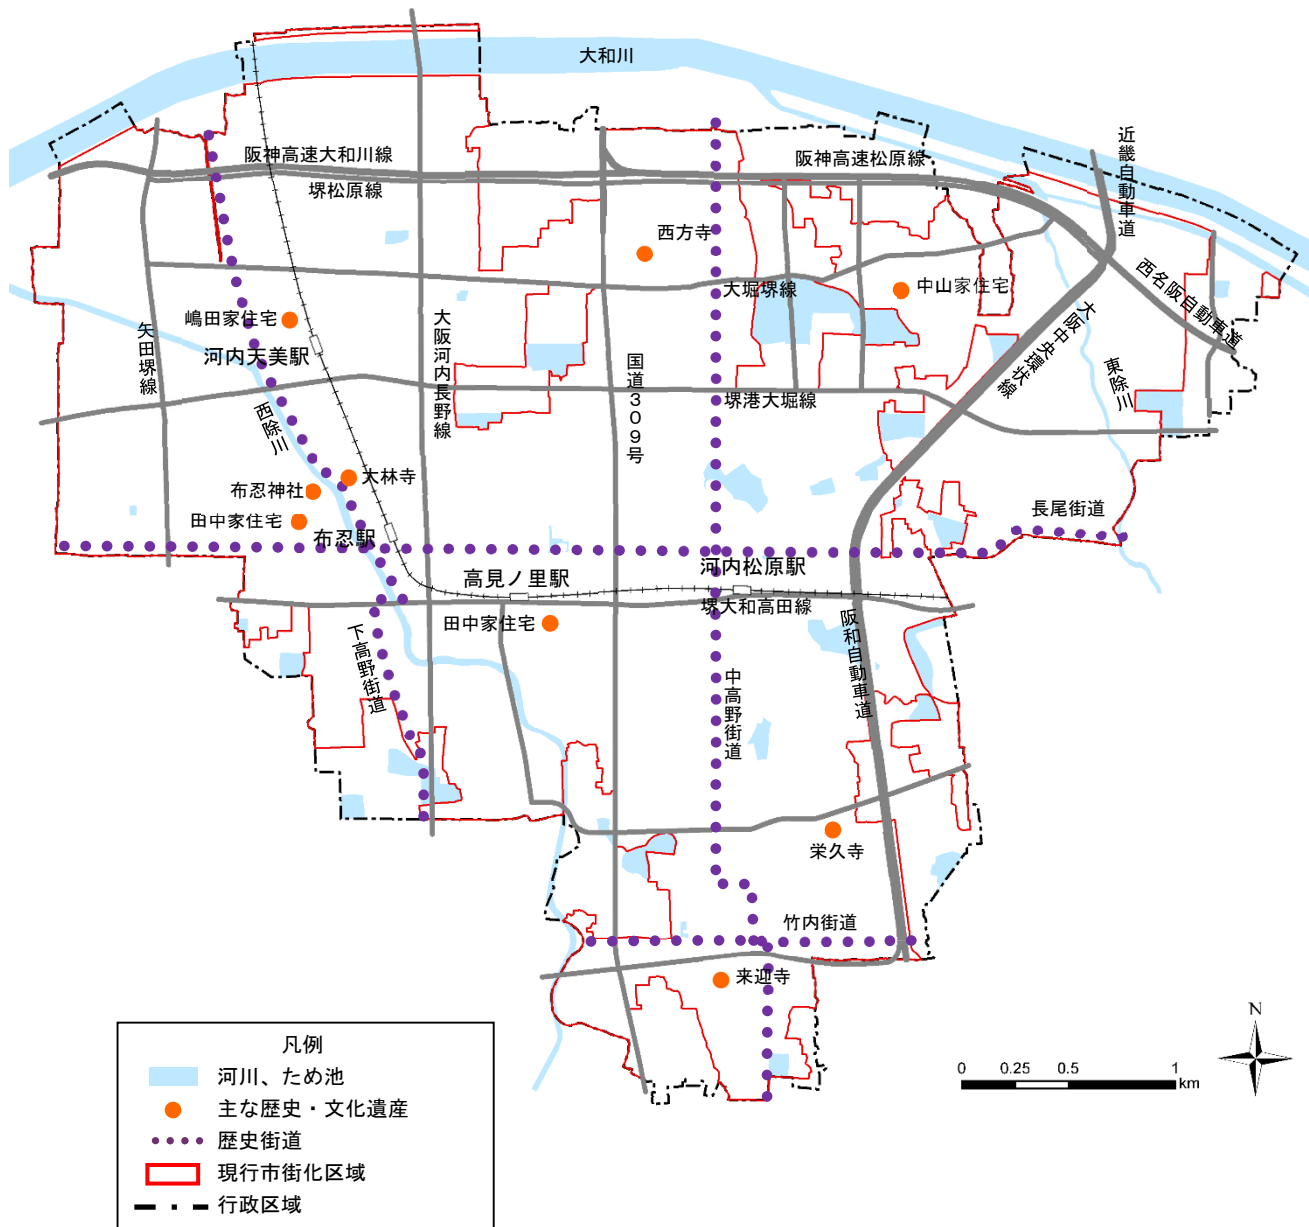 大和川
近畿自動車道
阪神高速大和川線
阪神高速松原線
堺松原線
西方寺
西名阪自動車道
大堀堺線
中山家住宅
嶋田家住宅
大阪中央環状線
矢田堺線
河内天美駅
大阪河内長野線
国道309号
東除川
堺港大堀線
西除川
大林寺
布忍神社
田中家住宅
長尾街道
布忍駅
高見ノ里駅
河内松原駅
堺大和高田線
田中家住宅
阪和自動車道
下高野街道
中高野街道
栄久寺
竹内街道
来迎寺
N
0 0.25 0.5 1
km
凡例
河川、ため池
主な歴史・文化遺産
歴史街道
現行市街化区域
行政区域